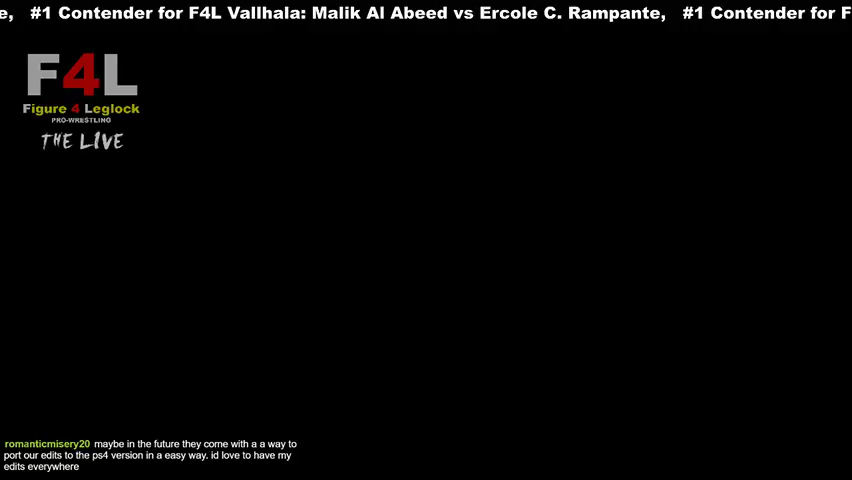 e,   #1 Contender for F4L Vallhala: Malik Al Abeed vs Ercole C. Rampante,   #1 Contender for F
F4L
Figure 4 Leglock
PRO-WRESTLING
THE LIVE
romanticmisery20 maybe in the future they come with a a way to
port our edits to the ps4 version in a easy way. id love to have my
edits everywhere